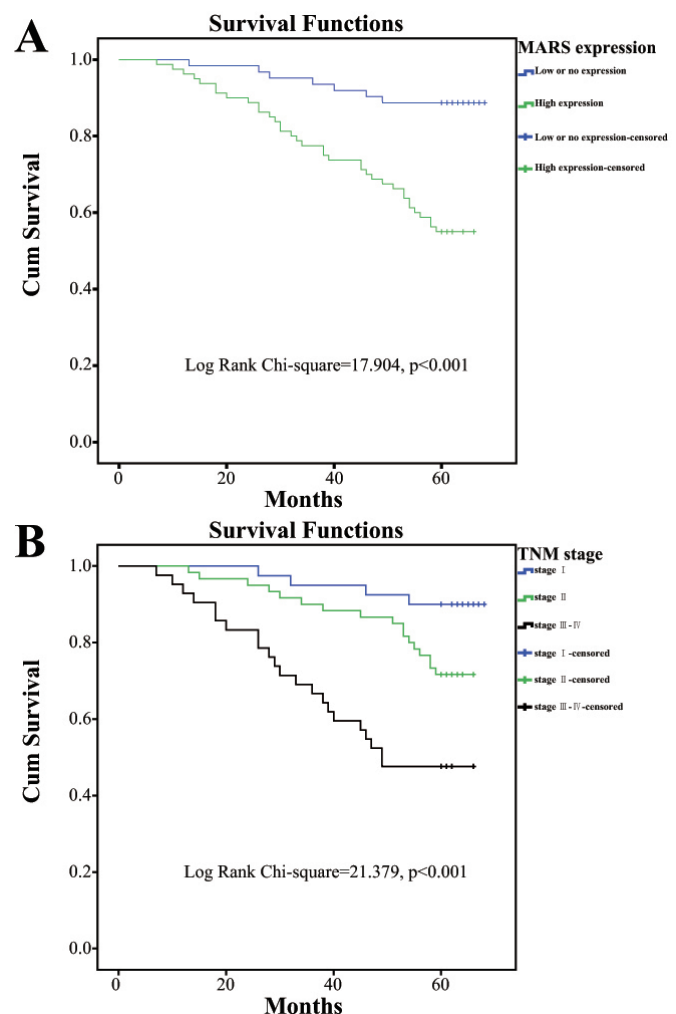 A
Survival Functions
MARS expression
Low or no expression
High expression
Low or no expression-censored
High expression-censored
Cum Survival
1.0
0.8
0.6
0.4
0.2
0.0
Log Rank Chi-square=17.904, p<0.001
0 20 40 60
Months
B
Survival Functions
TNM stage
stage Ⅰ
stage Ⅱ
stage Ⅲ-Ⅳ
stage Ⅰ-censored
stage Ⅱ-censored
stage Ⅲ-Ⅳ-censored
Cum Survival
1.0
0.8
0.6
0.4
0.2
0.0
Log Rank Chi-square=21.379, p<0.001
0 20 40 60
Months